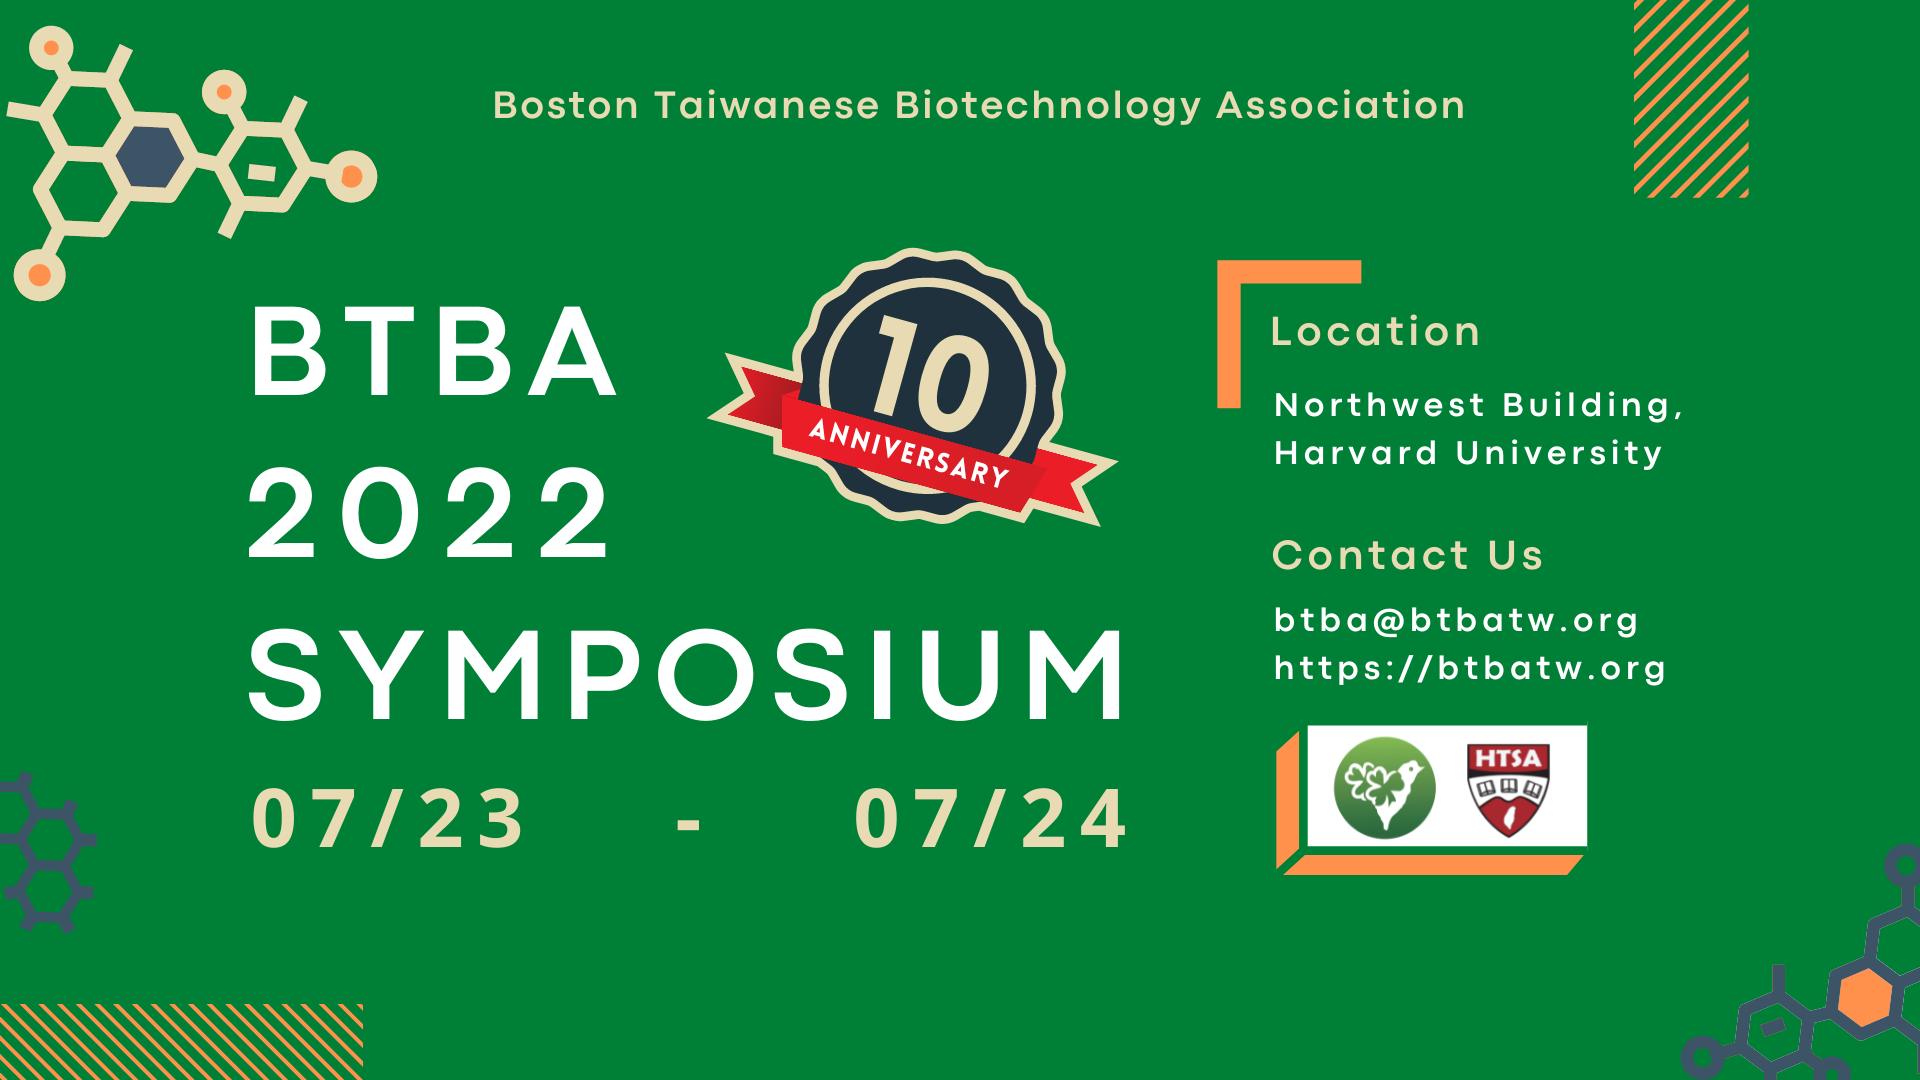 Boston Taiwanese Biotechnology Association
BTBA
2022
SYMPOSIUM
07/23 - 07/24
10
ANNIVERSARY
Location
Northwest Building,
Harvard University
Contact Us
btba@btbatw.org
https://btbatw.org
HTSA